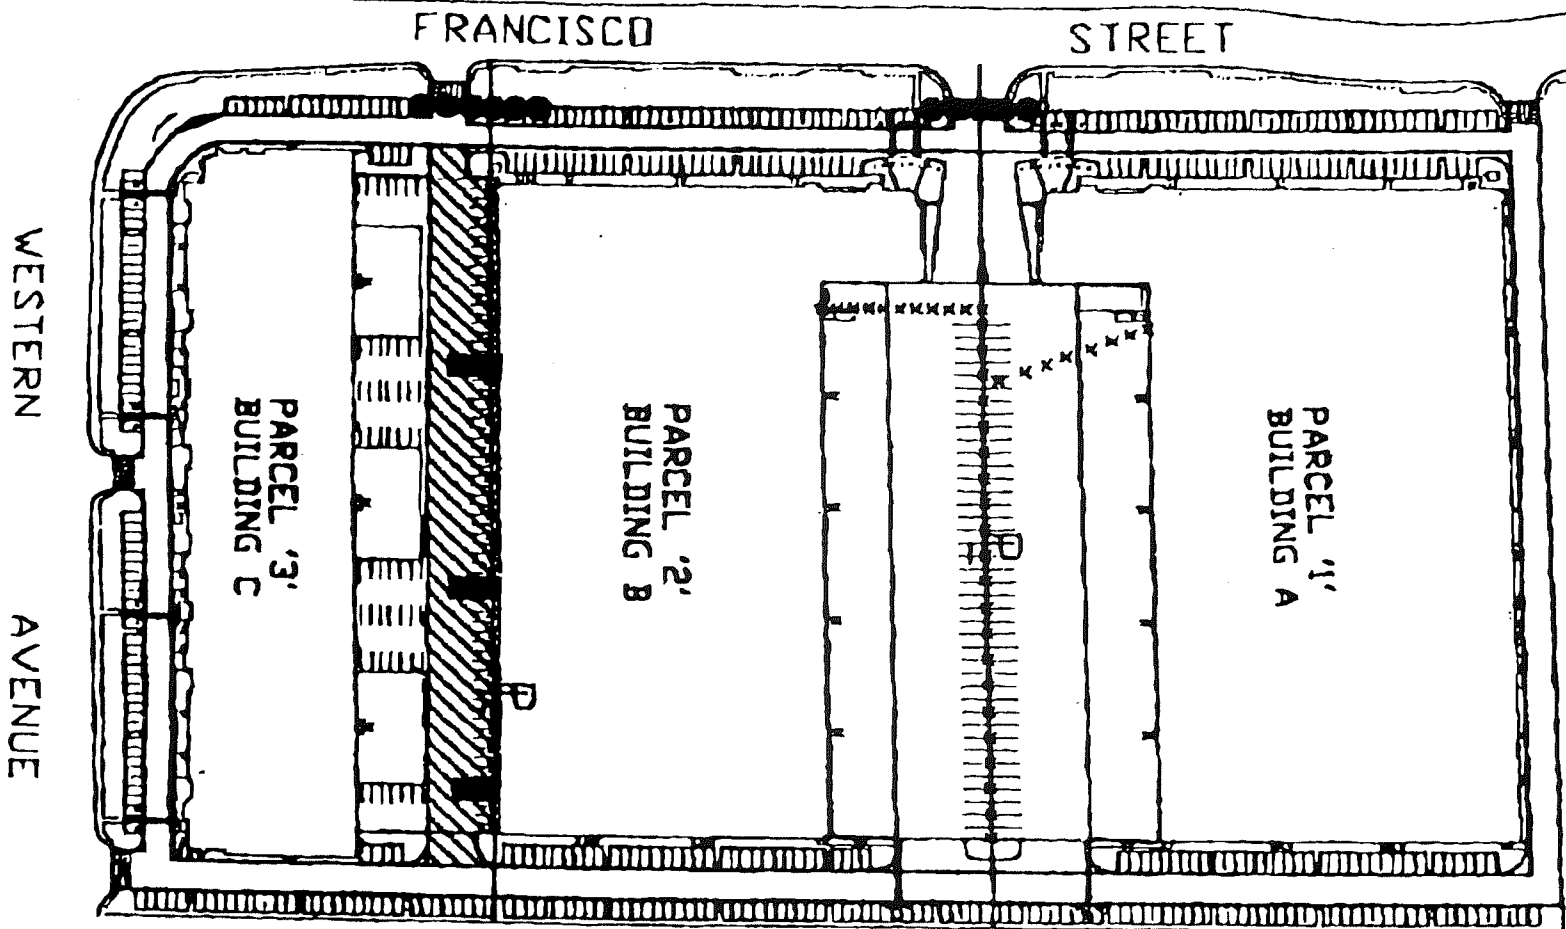 FRANCISCO STREET
WESTERN AVENUE
PARCEL '3'
BUILDING C
PARCEL '2'
BUILDING B
PARCEL '1'
BUILDING A